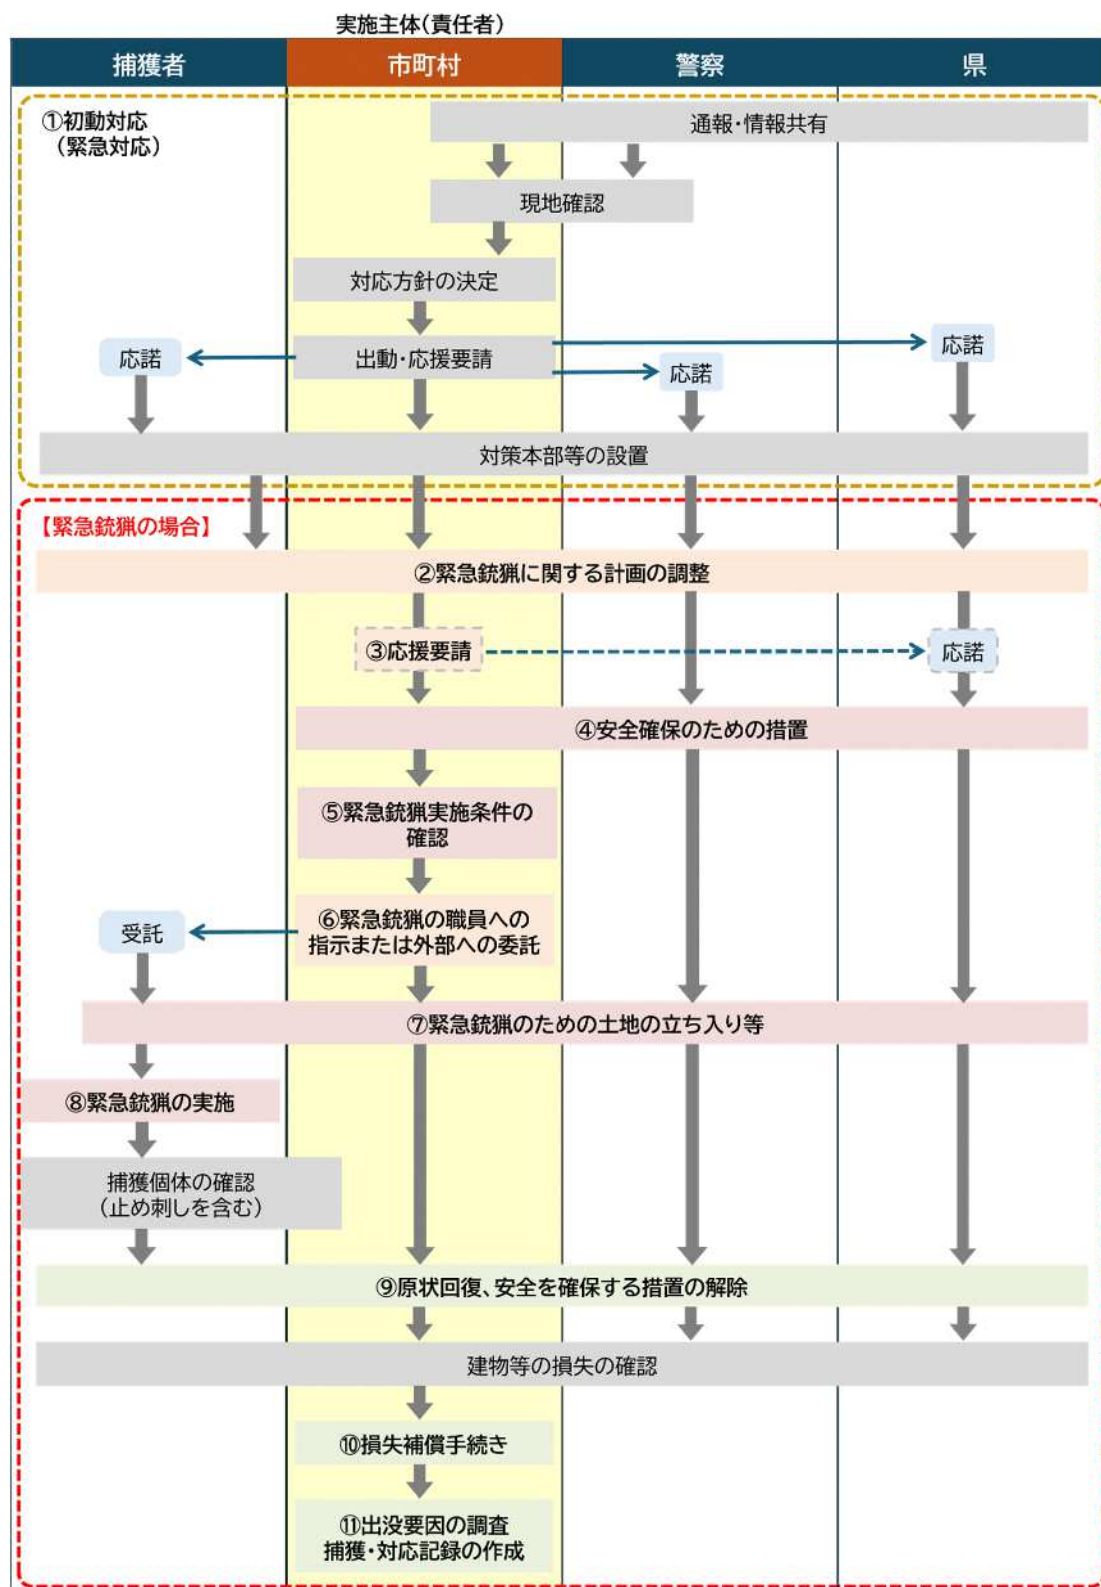 実施主体(責任者)
捕獲者
市町村
警察
県
①初動対応
(緊急対応)
通報・情報共有
現地確認
対応方針の決定
応諾
出動・応援要請
応諾
応諾
対策本部等の設置
【緊急銃猟の場合】
②緊急銃猟に関する計画の調整
③応援要請
応諾
④安全確保のための措置
⑤緊急銃猟実施条件の
確認
受託
⑥緊急銃猟の職員への
指示または外部への委託
⑦緊急銃猟のための土地の立ち入り等
⑧緊急銃猟の実施
捕獲個体の確認
(止め刺しを含む)
⑨原状回復、安全を確保する措置の解除
建物等の損失の確認
⑩損失補償手続き
⑪出没要因の調査
捕獲・対応記録の作成